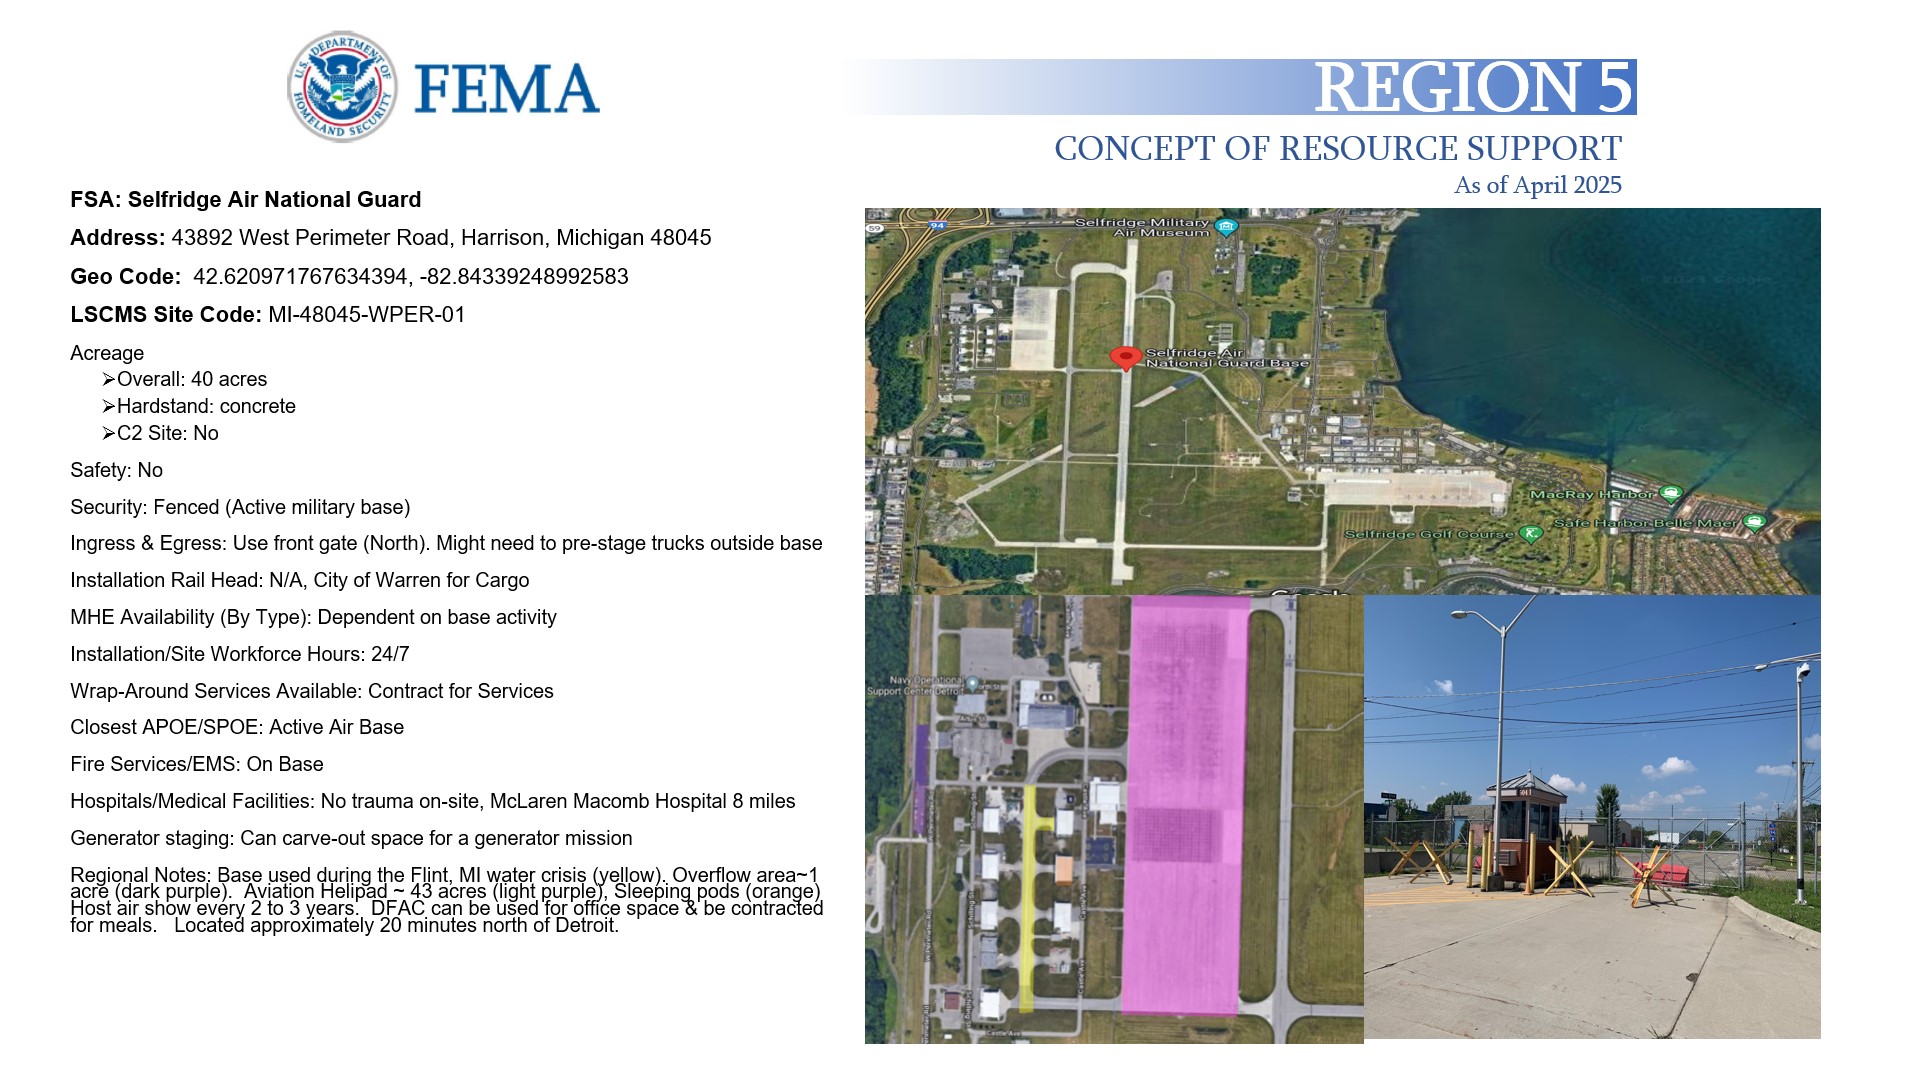 U.S. DEPARTMENT OF HOMELAND SECURITY
FEMA
REGION 5
CONCEPT OF RESOURCE SUPPORT
As of April 2025
FSA: Selfridge Air National Guard
Address: 43892 West Perimeter Road, Harrison, Michigan 48045
Geo Code:  42.620971767634394, -82.84339248992583
LSCMS Site Code: MI-48045-WPER-01
Acreage
➢Overall: 40 acres
➢Hardstand: concrete
➢C2 Site: No
Safety: No
Security: Fenced (Active military base)
Ingress & Egress: Use front gate (North). Might need to pre-stage trucks outside base
Installation Rail Head: N/A, City of Warren for Cargo
MHE Availability (By Type): Dependent on base activity
Installation/Site Workforce Hours: 24/7
Wrap-Around Services Available: Contract for Services
Closest APOE/SPOE: Active Air Base
Fire Services/EMS: On Base
Hospitals/Medical Facilities: No trauma on-site, McLaren Macomb Hospital 8 miles
Generator staging: Can carve-out space for a generator mission
Regional Notes: Base used during the Flint, MI water crisis (yellow). Overflow area~1
acre (dark purple).  Aviation Helipad ~ 43 acres (light purple), Sleeping pods (orange)
Host air show every 2 to 3 years.  DFAC can be used for office space & be contracted
for meals.   Located approximately 20 minutes north of Detroit.
59
94
Selfridge Military
Air Museum
Selfridge Air
National Guard Base
MacRay Harbor
Safe Harbor Belle Maer
Selfridge Golf Course
Google
Navy Operational
Support Center Detroit
Castle Ave
Castle Ave